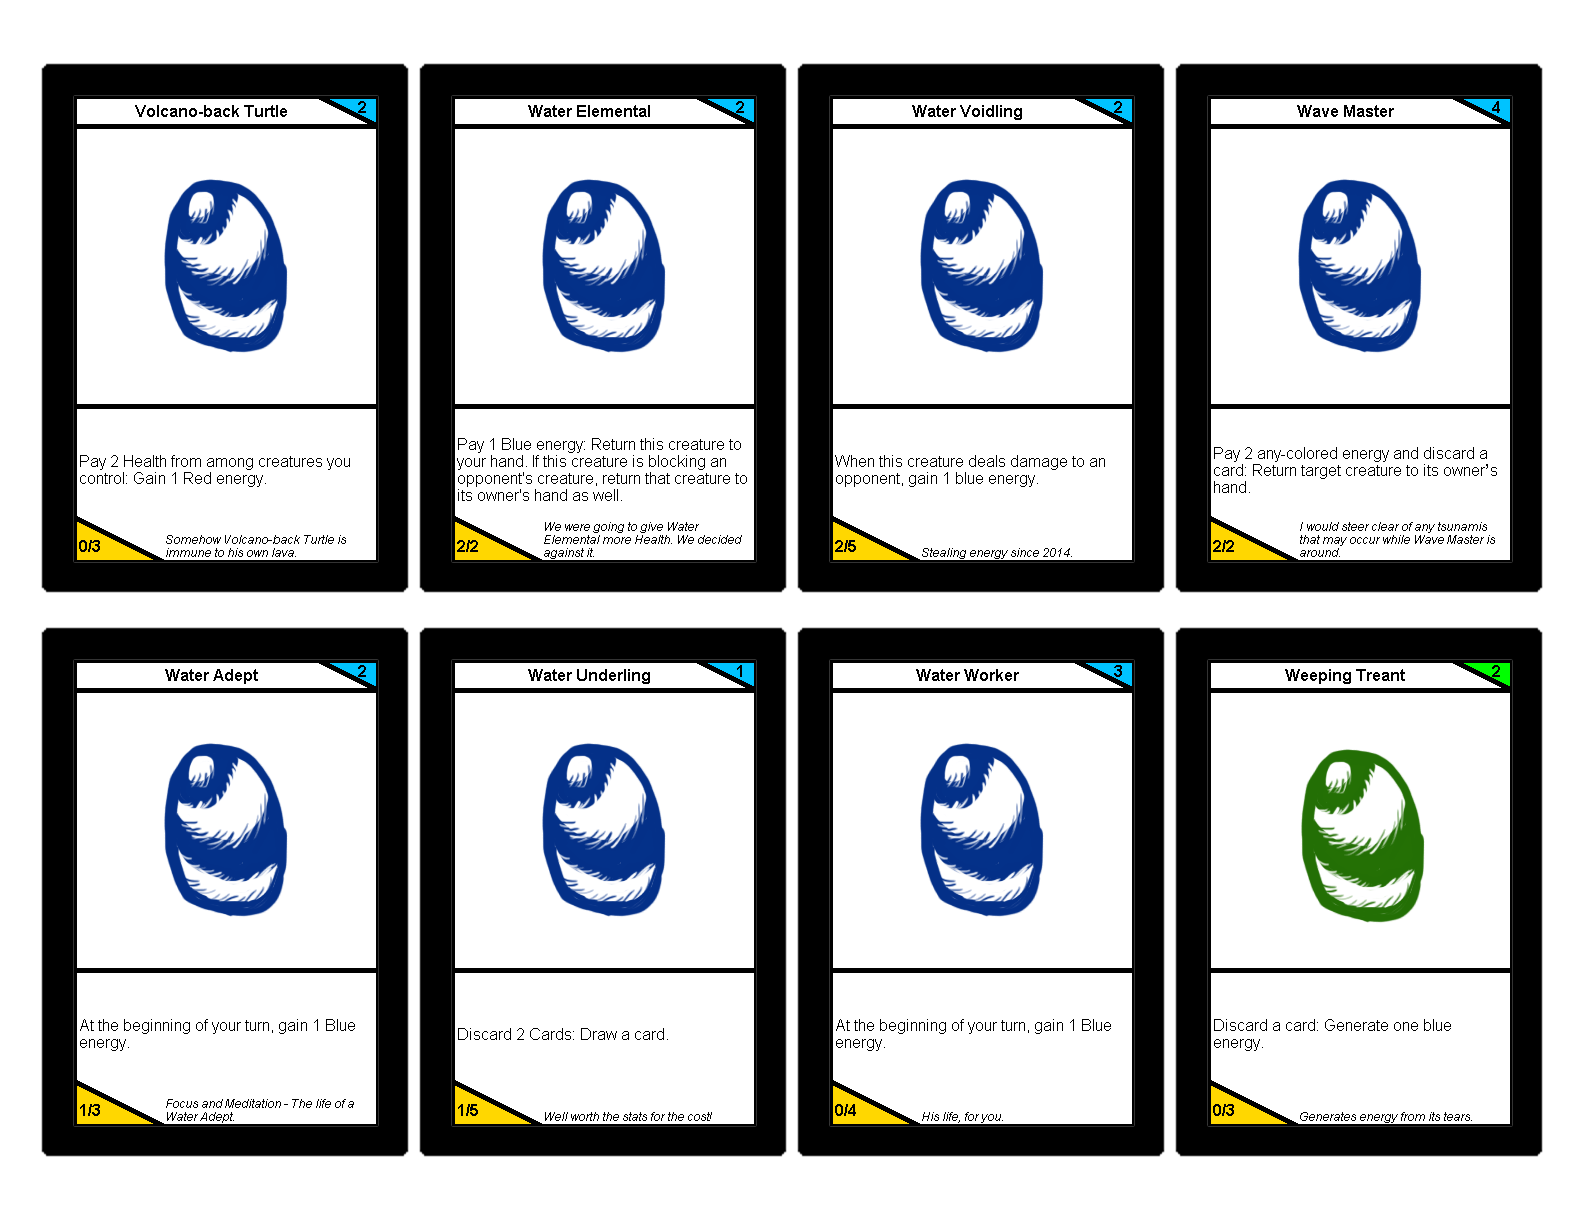 Volcano-back Turtle 2
Pay 2 Health from among creatures you
control: Gain 1 Red energy.
0/3
Somehow Volcano-back Turtle is
immune to his own lava.
Water Elemental 2
Pay 1 Blue energy: Return this creature to
your hand. If this creature is blocking an
opponent's creature, return that creature to
its owner's hand as well.
2/2
We were going to give Water
Elemental more Health. We decided
against it.
Water Voidling 2
When this creature deals damage to an
opponent, gain 1 blue energy.
2/5
Stealing energy since 2014.
Wave Master 4
Pay 2 any-colored energy and discard a
card: Return target creature to its owner’s
hand.
2/2
I would steer clear of any tsunamis
that may occur while Wave Master is
around.
Water Adept 2
At the beginning of your turn, gain 1 Blue
energy.
1/3
Focus and Meditation - The life of a
Water Adept.
Water Underling 1
Discard 2 Cards: Draw a card.
1/5
Well worth the stats for the cost!
Water Worker 3
At the beginning of your turn, gain 1 Blue
energy.
0/4
His life, for you.
Weeping Treant 2
Discard a card: Generate one blue
energy.
0/3
Generates energy from its tears.